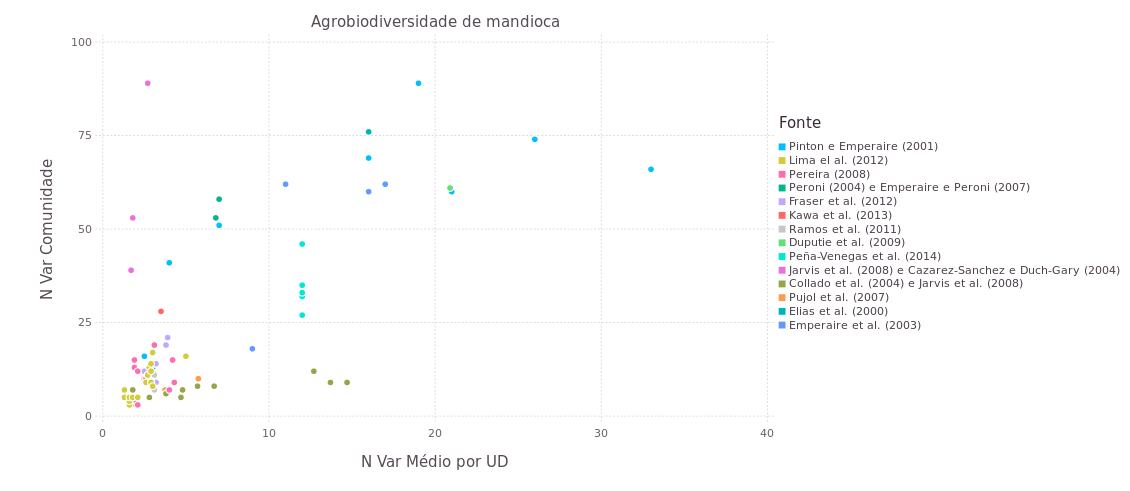 Agrobiodiversidade de mandioca
100
75
50
25
0
0 10 20 30 40
N Var Comunidade
N Var Médio por UD
Fonte
Pinton e Emperaire (2001)
Lima el al. (2012)
Pereira (2008)
Peroni (2004) e Emperaire e Peroni (2007)
Fraser et al. (2012)
Kawa et al. (2013)
Ramos et al. (2011)
Duputie et al. (2009)
Peña-Venegas et al. (2014)
Jarvis et al. (2008) e Cazarez-Sanchez e Duch-Gary (2004)
Collado et al. (2004) e Jarvis et al. (2008)
Pujol et al. (2007)
Elias et al. (2000)
Emperaire et al. (2003)